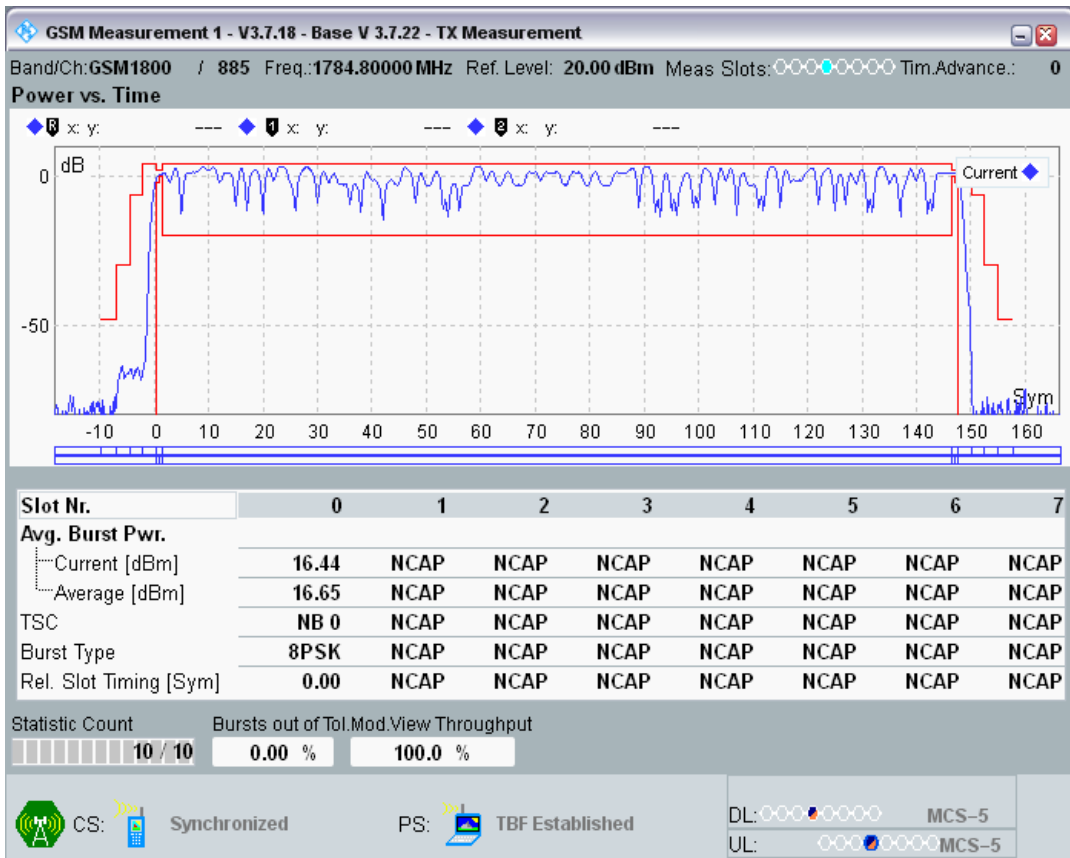 GSM Measurement 1 - V3.7.18 - Base V 3.7.22 - TX Measurement
Band/Ch:GSM1800 / 885 Freq.:1784.80000 MHz Ref. Level: 20.00 dBm Meas Slots: Tim.Advance.: 0
Power vs. Time
R x: y: --- 1 x: y: --- 2 x: y: ---
dB
Current
0
-50
Sym
-10 0 10 20 30 40 50 60 70 80 90 100 110 120 130 140 150 160
Slot Nr. 0 1 2 3 4 5 6 7
Avg. Burst Pwr.
Current [dBm] 16.44 NCAP NCAP NCAP NCAP NCAP NCAP NCAP
Average [dBm] 16.65 NCAP NCAP NCAP NCAP NCAP NCAP NCAP
TSC NB 0 NCAP NCAP NCAP NCAP NCAP NCAP NCAP
Burst Type 8PSK NCAP NCAP NCAP NCAP NCAP NCAP NCAP
Rel. Slot Timing [Sym] 0.00 NCAP NCAP NCAP NCAP NCAP NCAP NCAP
Statistic Count Bursts out of Tol.Mod.View Throughput
10 / 10 0.00 % 100.0 %
CS: Synchronized PS: TBF Established
DL: MCS-5
UL: MCS-5